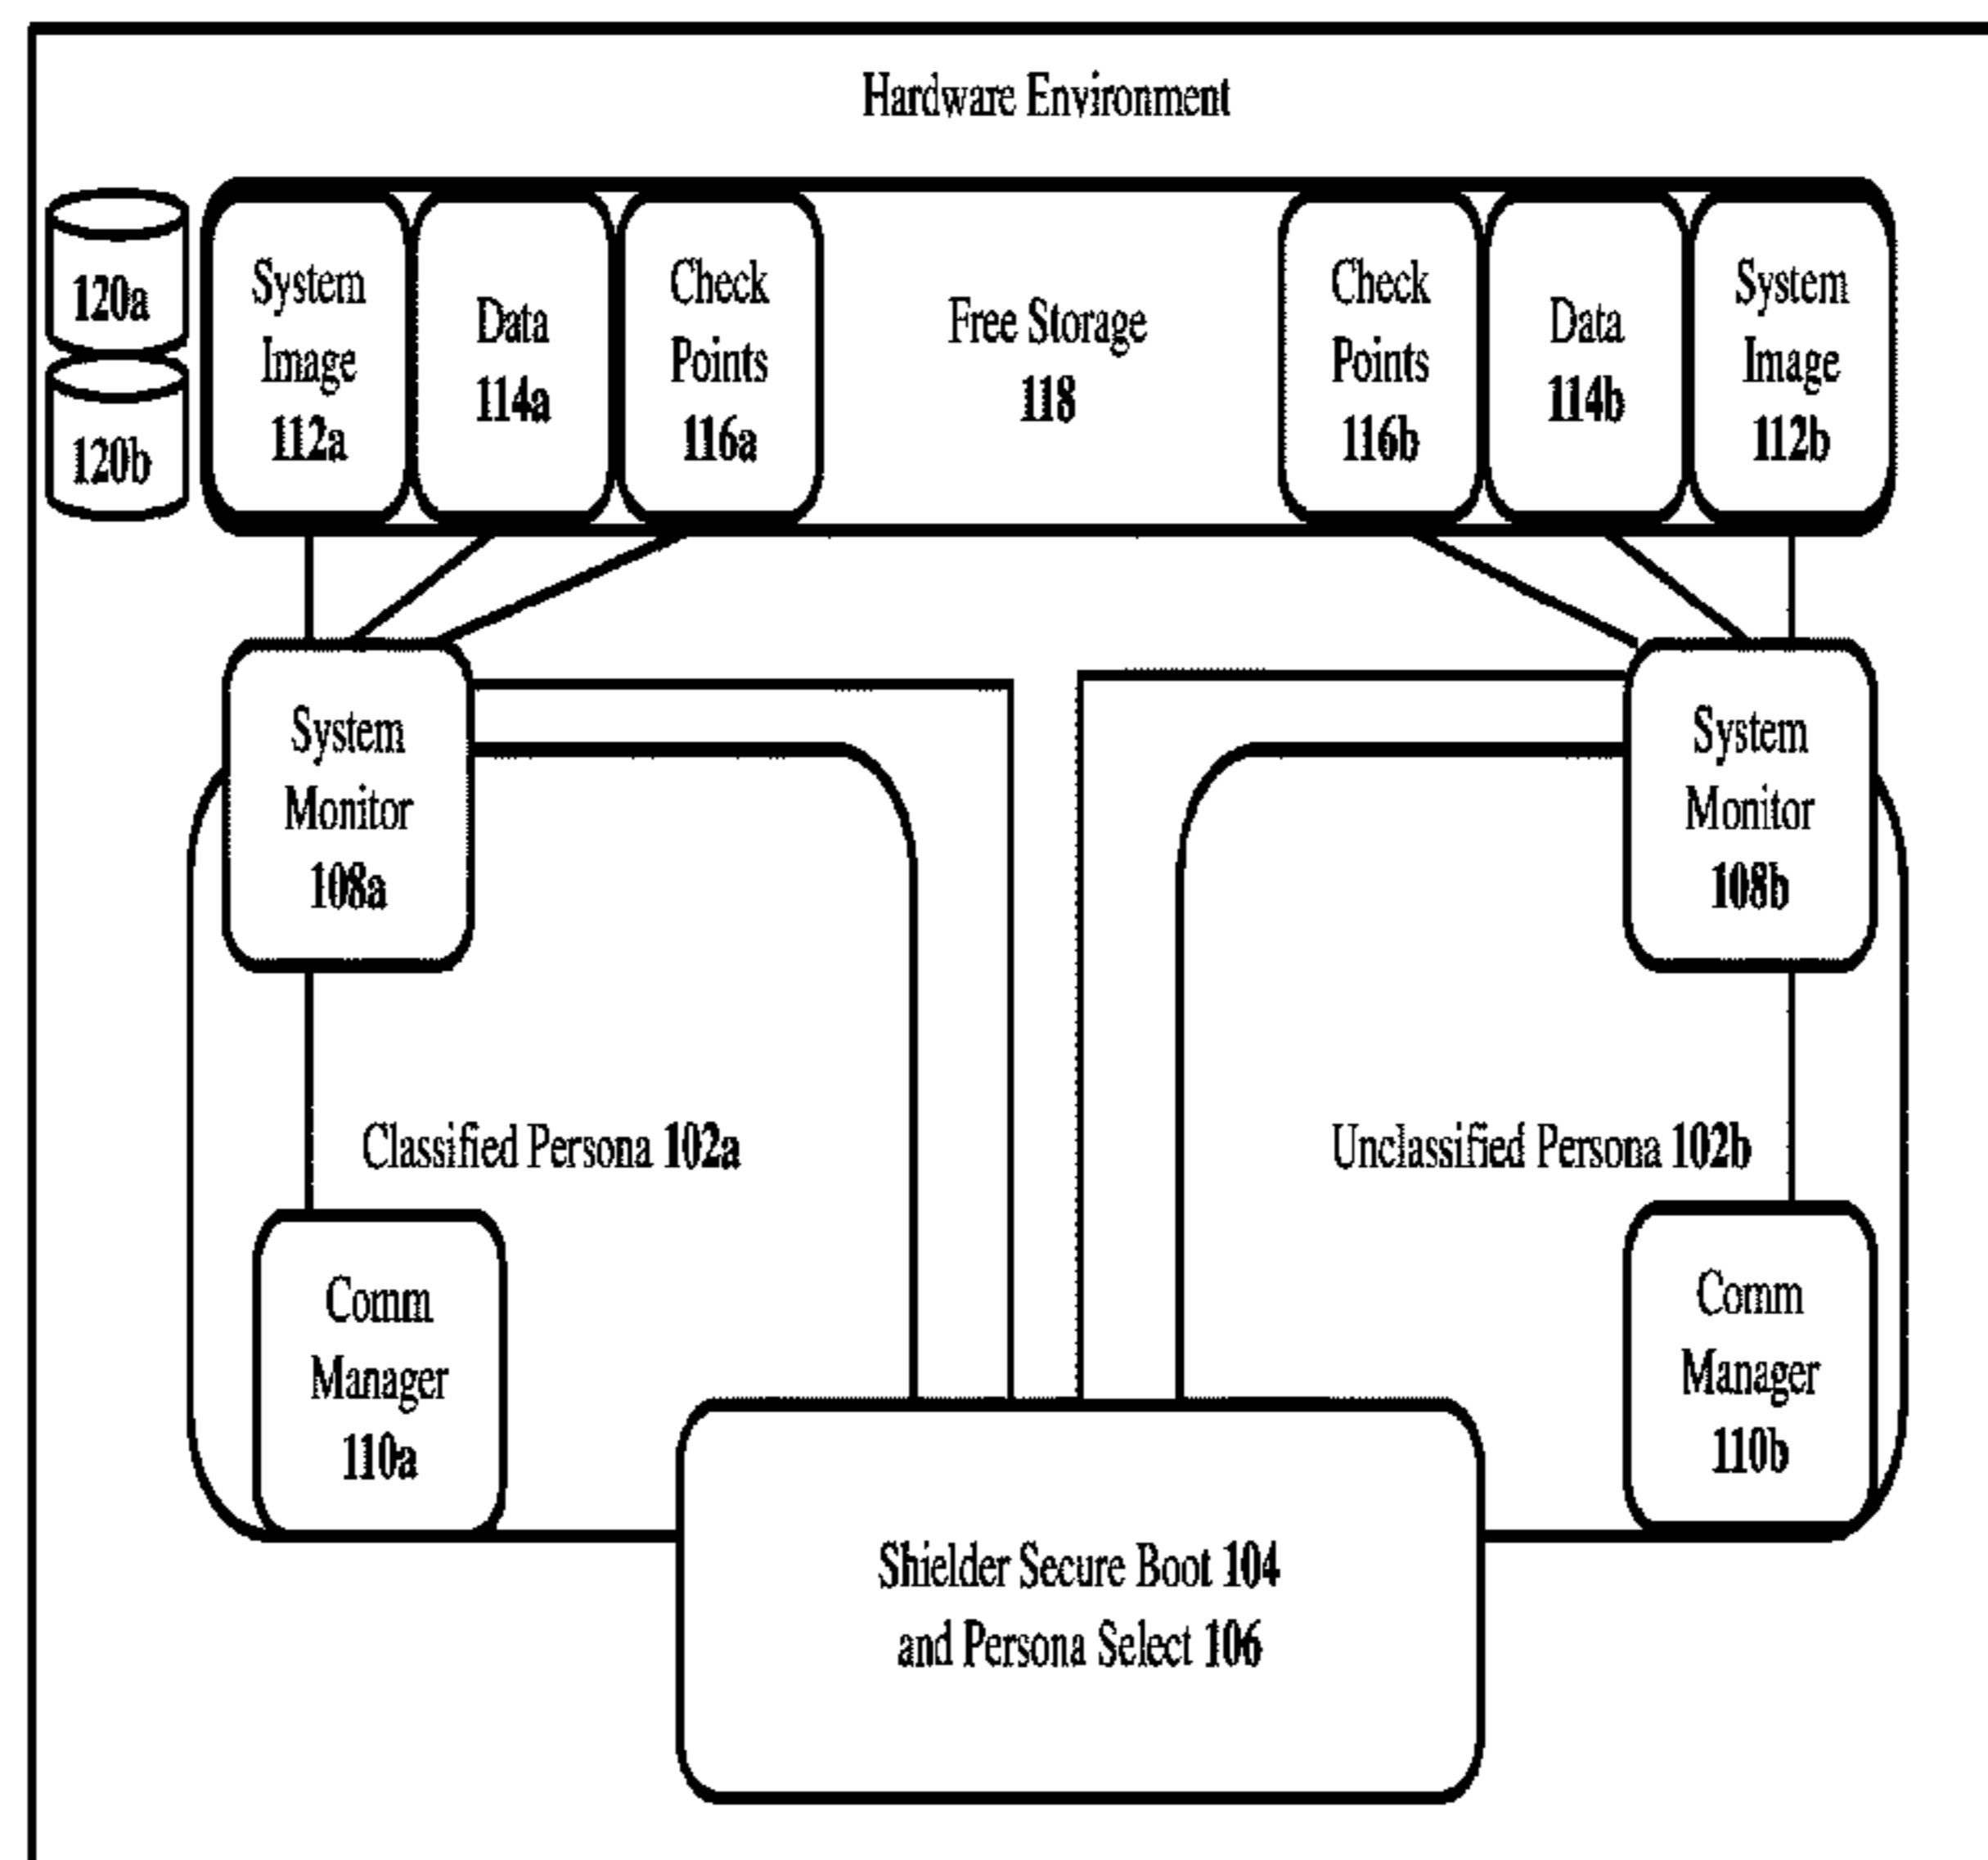 Hardware Environment
120a
120b
System
Image
112a
Data
114a
Check
Points
116a
Free Storage
118
Check
Points
116b
Data
114b
System
Image
112b
System
Monitor
108a
System
Monitor
108b
Classified Persona 102a
Unclassified Persona 102b
Comm
Manager
110a
Comm
Manager
110b
Shielder Secure Boot 104
and Persona Select 106